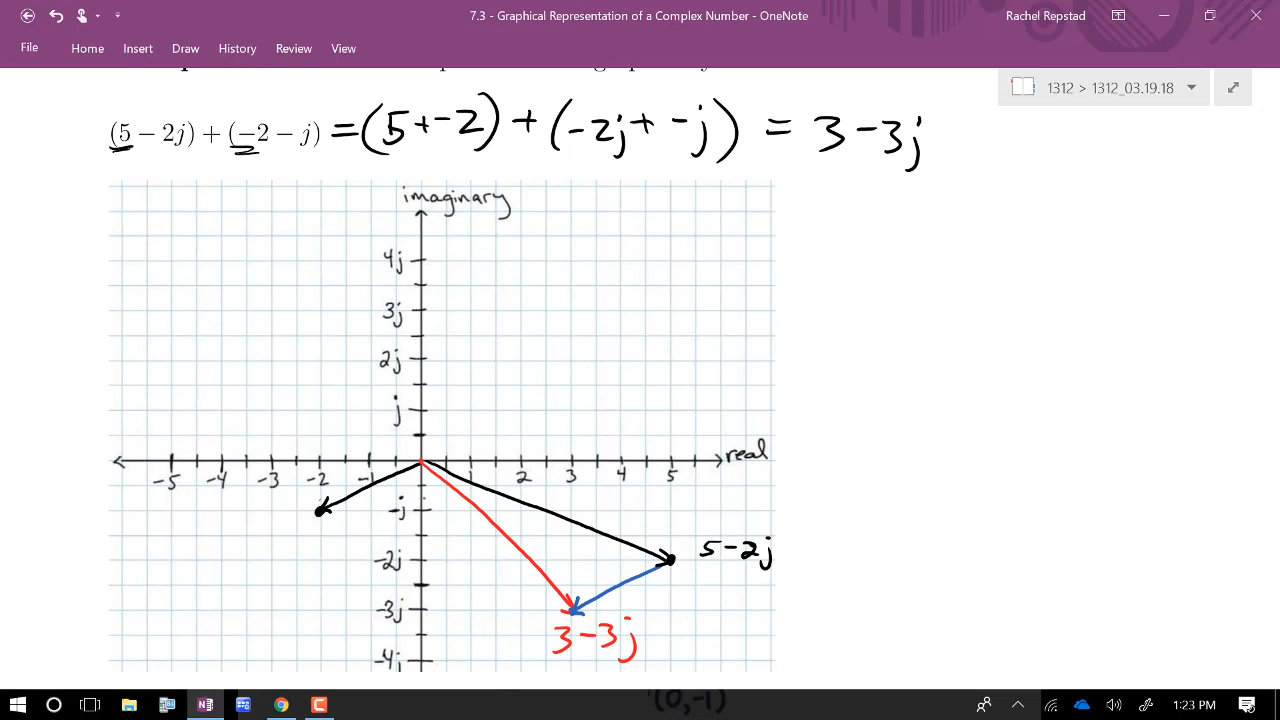 7.3 - Graphical Representation of a Complex Number - OneNote
Rachel Repstad
File Home Insert Draw History Review View
1312 > 1312_03.19.18
(5 − 2j) + (−2 − j) = (5 + -2) + (-2j + -j) = 3 - 3j
imaginary
4j
3j
2j
j
real
-5 -4 -3 -2 -1 1 2 3 4 5
-j
5 - 2j
-2j
-3j
3 - 3j
-4j
(0, -1)
1:23 PM